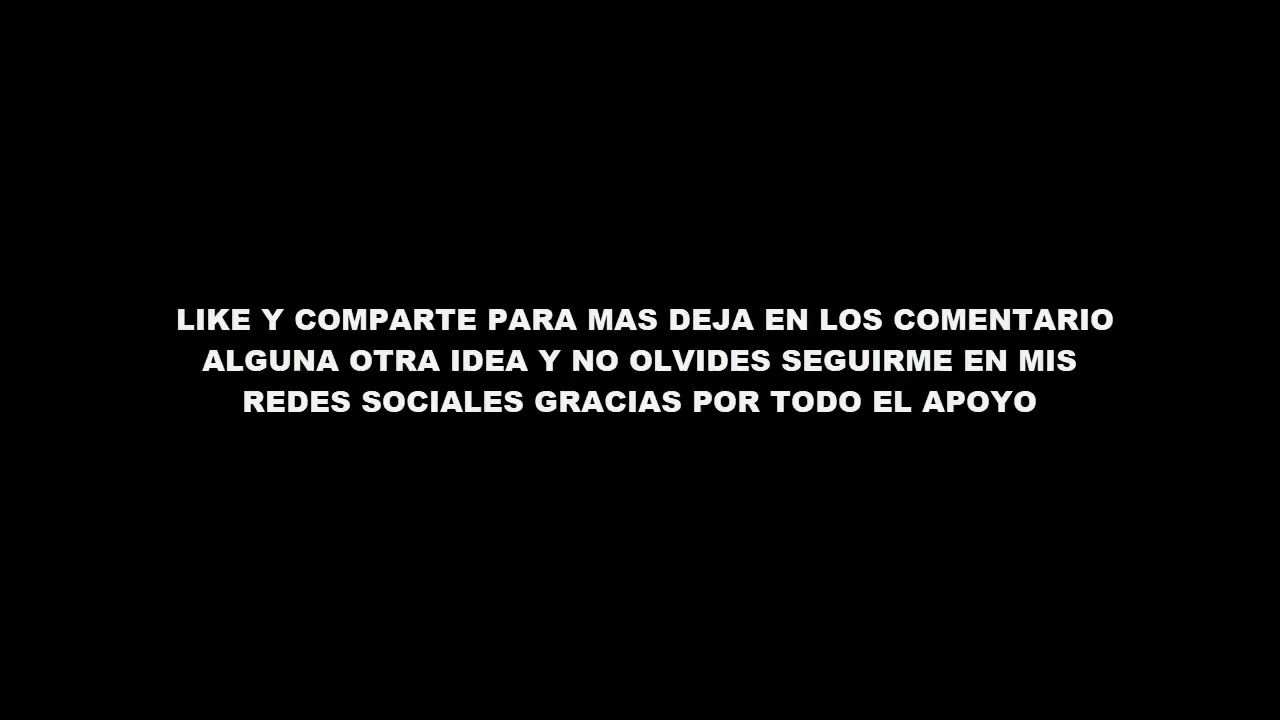 LIKE Y COMPARTE PARA MAS DEJA EN LOS COMENTARIO
ALGUNA OTRA IDEA Y NO OLVIDES SEGUIRME EN MIS
REDES SOCIALES GRACIAS POR TODO EL APOYO